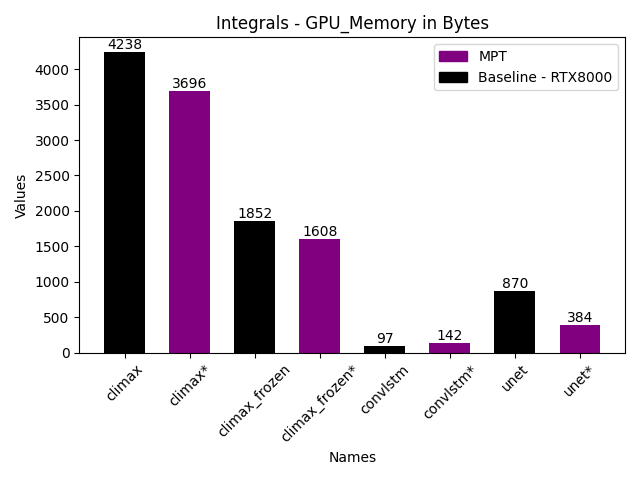 Integrals - GPU_Memory in Bytes
MPT
Baseline - RTX8000
4238
3696
1852
1608
97
142
870
384
Values
4000
3500
3000
2500
2000
1500
1000
500
0
climax
climax*
climax_frozen
climax_frozen*
convlstm
convlstm*
unet
unet*
Names